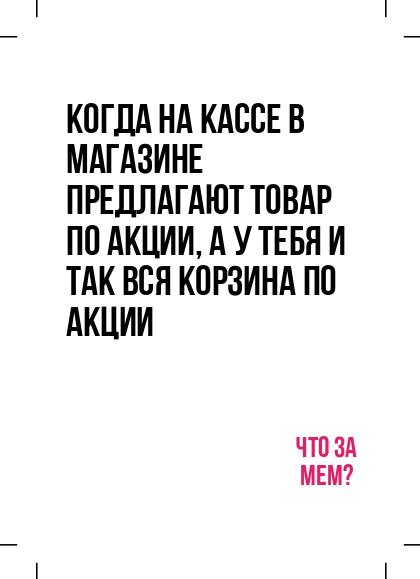 КОГДА НА КАССЕ В
МАГАЗИНЕ
ПРЕДЛАГАЮТ ТОВАР
ПО АКЦИИ, А У ТЕБЯ И
ТАК ВСЯ КОРЗИНА ПО
АКЦИИ
ЧТО ЗА
МЕМ?